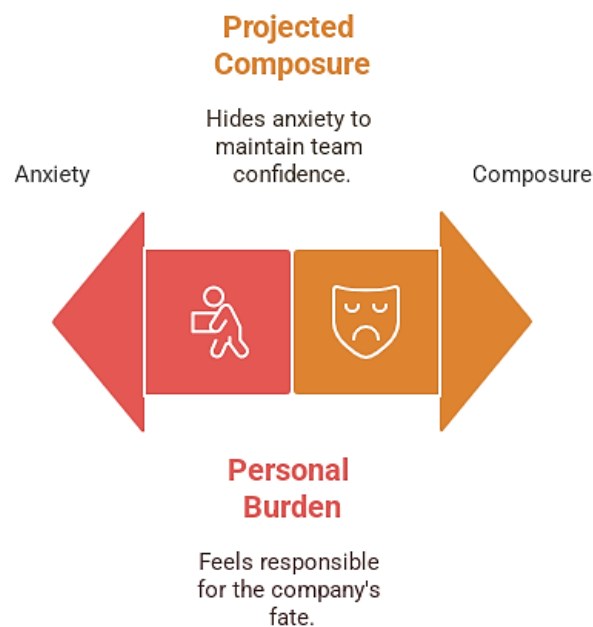 Projected
Composure
Hides anxiety to
maintain team
confidence.
Anxiety
Composure
Personal
Burden
Feels responsible
for the company's
fate.